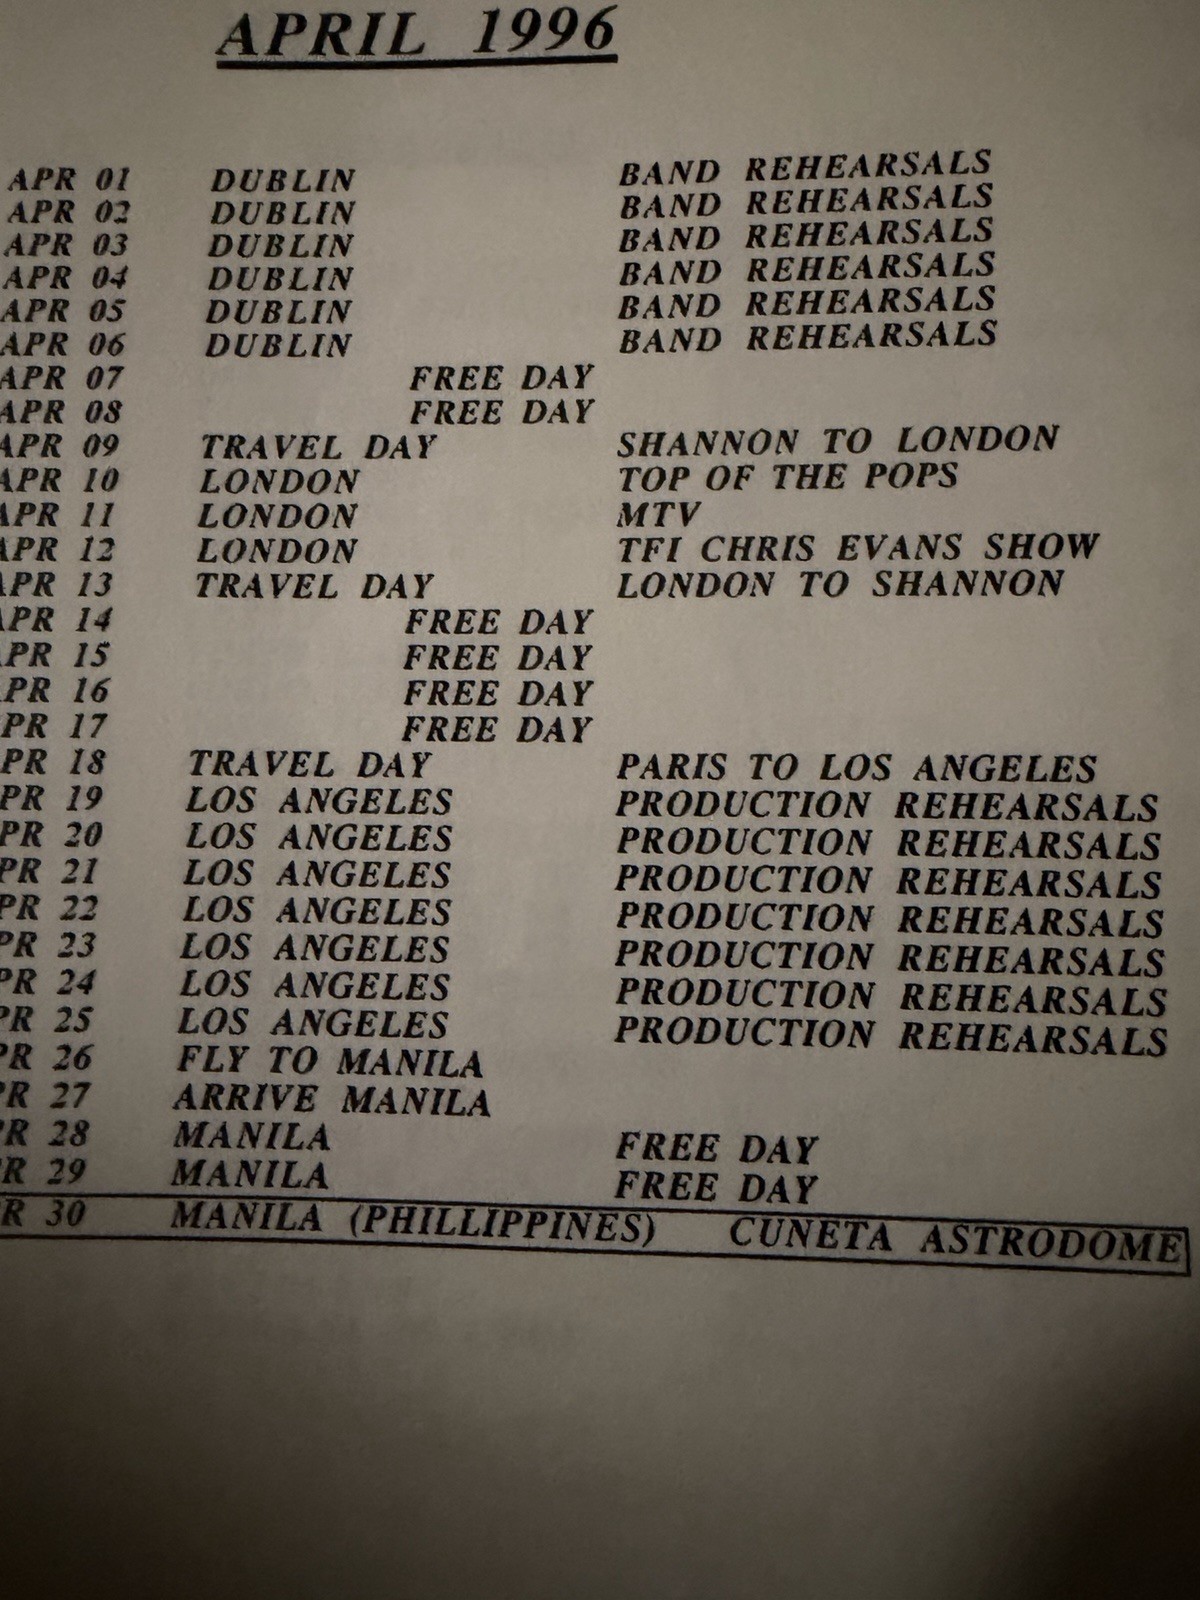 APRIL 1996
APR 01 DUBLIN BAND REHEARSALS
APR 02 DUBLIN BAND REHEARSALS
APR 03 DUBLIN BAND REHEARSALS
APR 04 DUBLIN BAND REHEARSALS
APR 05 DUBLIN BAND REHEARSALS
APR 06 DUBLIN BAND REHEARSALS
APR 07 FREE DAY
APR 08 FREE DAY
APR 09 TRAVEL DAY SHANNON TO LONDON
APR 10 LONDON TOP OF THE POPS
APR 11 LONDON MTV
APR 12 LONDON TFI CHRIS EVANS SHOW
APR 13 TRAVEL DAY LONDON TO SHANNON
APR 14 FREE DAY
APR 15 FREE DAY
PR 16 FREE DAY
PR 17 FREE DAY
PR 18 TRAVEL DAY PARIS TO LOS ANGELES
PR 19 LOS ANGELES PRODUCTION REHEARSALS
PR 20 LOS ANGELES PRODUCTION REHEARSALS
PR 21 LOS ANGELES PRODUCTION REHEARSALS
PR 22 LOS ANGELES PRODUCTION REHEARSALS
PR 23 LOS ANGELES PRODUCTION REHEARSALS
PR 24 LOS ANGELES PRODUCTION REHEARSALS
PR 25 LOS ANGELES PRODUCTION REHEARSALS
PR 26 FLY TO MANILA
PR 27 ARRIVE MANILA
R 28 MANILA FREE DAY
R 29 MANILA FREE DAY
R 30 MANILA (PHILLIPPINES) CUNETA ASTRODOME